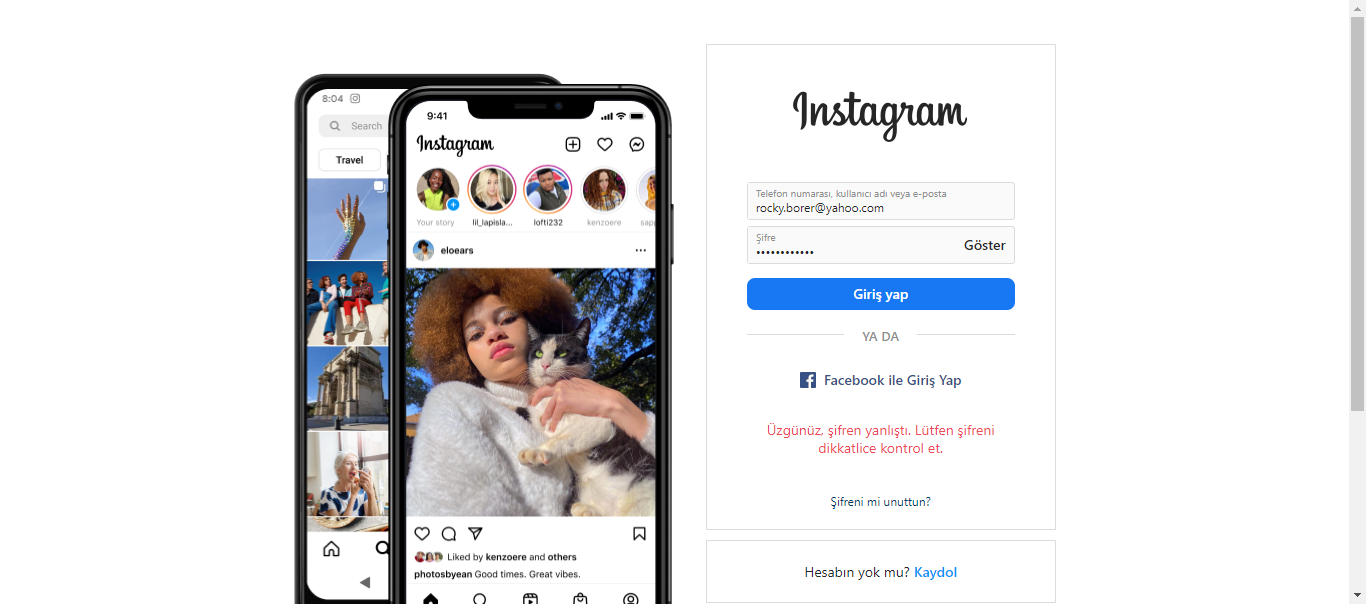 8:04
Search
Travel
9:41
Instagram
Your story
lil_lapisla...
lofti232
kenzoere
sapp
eloears
Liked by kenzoere and others
photosbyean Good times. Great vibes.
Instagram
Telefon numarası, kullanıcı adı veya e-posta
rocky.borer@yahoo.com
Şifre
••••••••••••
Göster
Giriş yap
YA DA
Facebook ile Giriş Yap
Üzgünüz, şifren yanlıştı. Lütfen şifreni
dikkatlice kontrol et.
Şifreni mi unuttun?
Hesabın yok mu? Kaydol